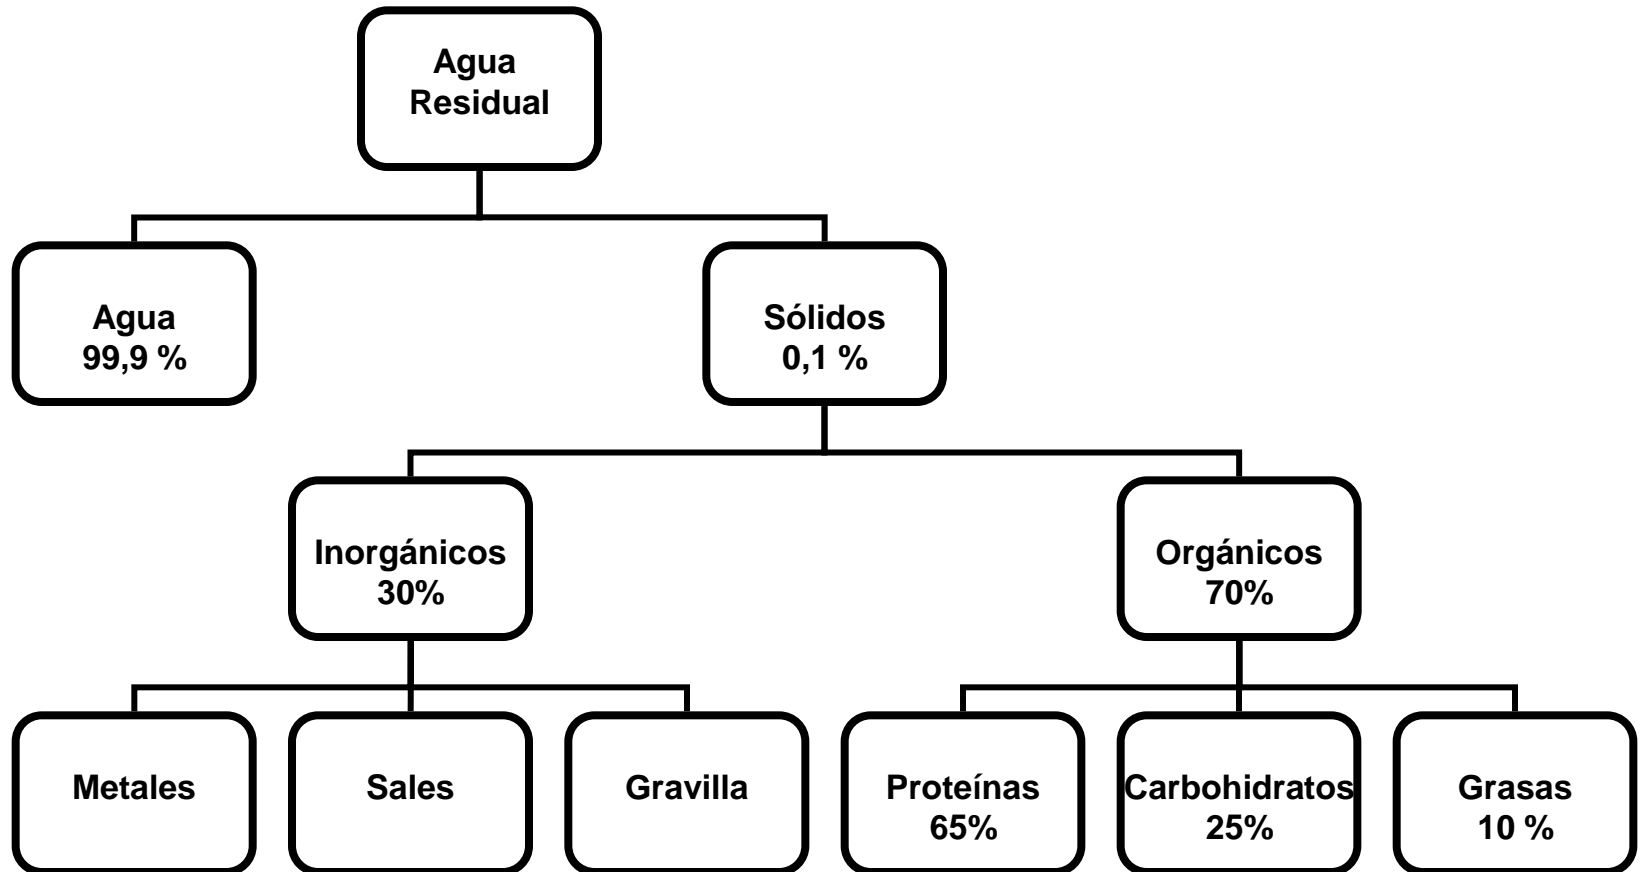 Agua
Residual
Agua
99,9 %
Sólidos
0,1 %
Inorgánicos
30%
Orgánicos
70%
Metales
Sales
Gravilla
Proteínas
65%
Carbohidratos
25%
Grasas
10 %